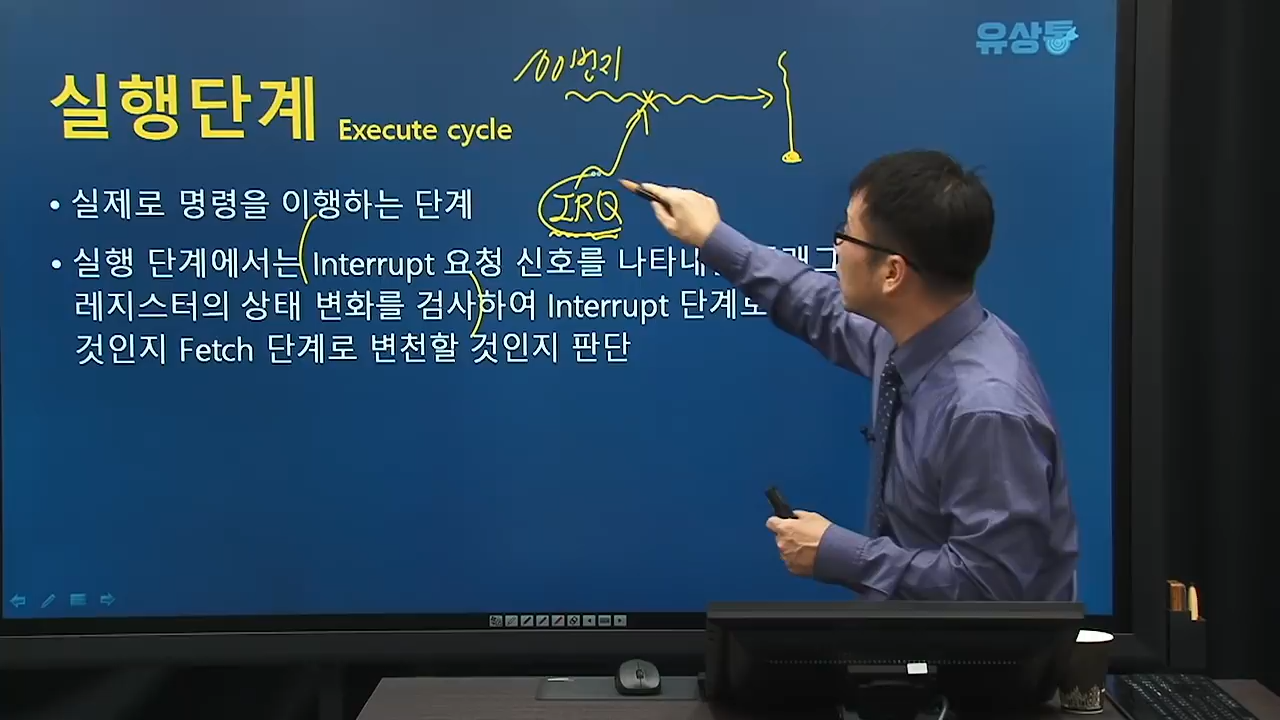 유상통
100번지
실행단계 Execute cycle
• 실제로 명령을 이행하는 단계
IRQ
• 실행 단계에서는 Interrupt 요청 신호를 나타내
레지스터의 상태 변화를 검사하여 Interrupt 단계로
것인지 Fetch 단계로 변천할 것인지 판단